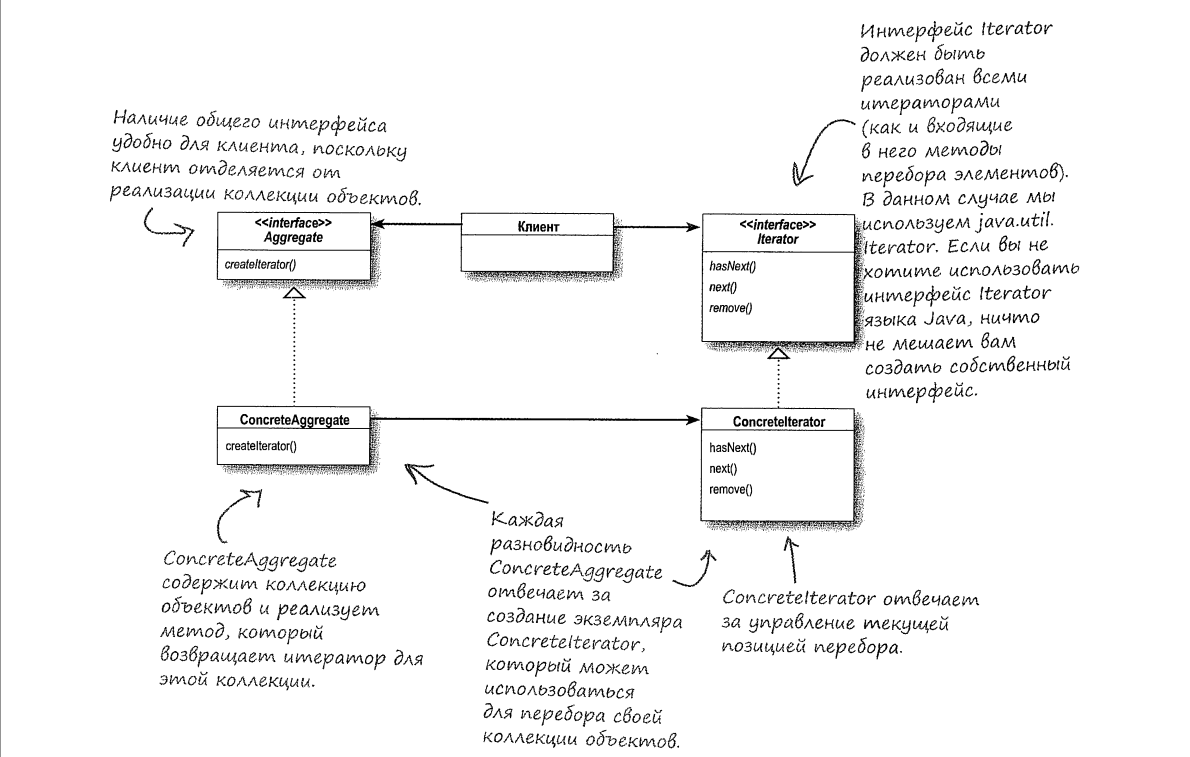 Наличие общего интерфейса
удобно для клиента, поскольку
клиент отделяется от
реализации коллекции объектов.
<<interface>>
Aggregate
createIterator()
Клиент
<<interface>>
Iterator
hasNext()
next()
remove()
Интерфейс Iterator
должен быть
реализован всеми
итераторами
(как и входящие
в него методы
перебора элементов).
В данном случае мы
используем java.util.
Iterator. Если вы не
хотите использовать
интерфейс Iterator
языка Java, ничто
не мешает вам
создать собственный
интерфейс.
ConcreteAggregate
createIterator()
ConcreteIterator
hasNext()
next()
remove()
ConcreteAggregate
содержит коллекцию
объектов и реализует
метод, который
возвращает итератор для
этой коллекции.
Каждая
разновидность
ConcreteAggregate
отвечает за
создание экземпляра
ConcreteIterator,
который может
использоваться
для перебора своей
коллекции объектов.
ConcreteIterator отвечает
за управление текущей
позицией перебора.